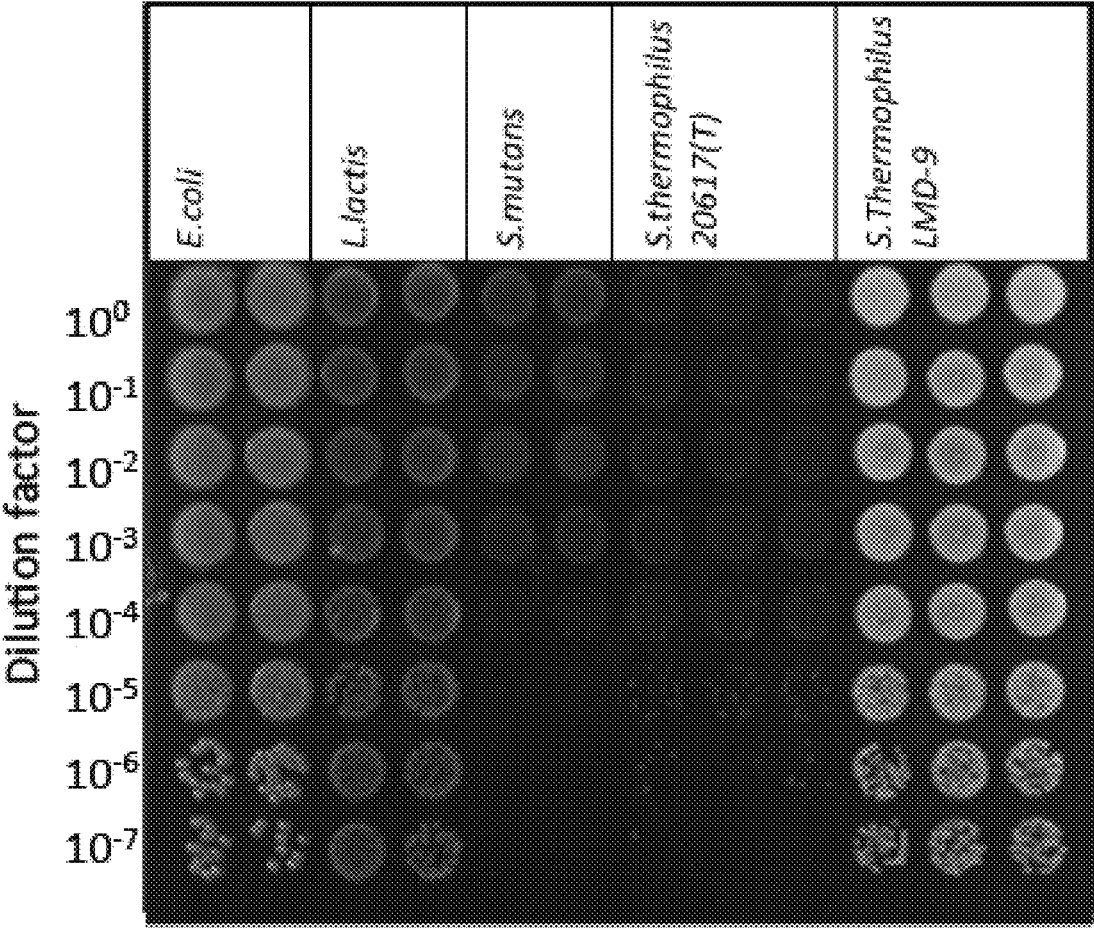 E.coli
L.lactis
S.mutans
S.thermophilus
20617(T)
S.Thermophilus
LMD-9
Dilution factor
10⁰
10⁻¹
10⁻²
10⁻³
10⁻⁴
10⁻⁵
10⁻⁶
10⁻⁷